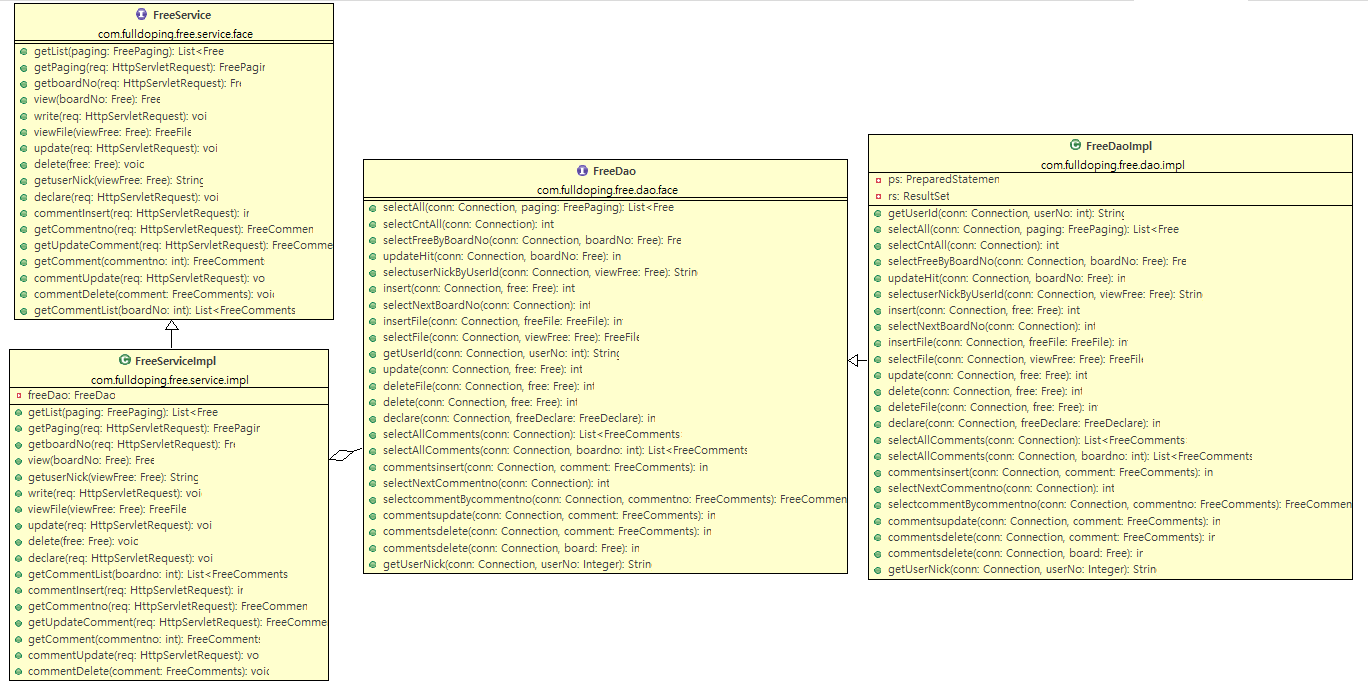 FreeService
com.fulldoping.free.service.face
getList(paging: FreePaging): List<Free
getPaging(req: HttpServletRequest): FreePagir
getboardNo(req: HttpServletRequest): Fr
view(boardNo: Free): Free
write(req: HttpServletRequest): voi
viewFile(viewFree: Free): FreeFile
update(req: HttpServletRequest): voi
delete(free: Free): voic
getuserNick(viewFree: Free): String
declare(req: HttpServletRequest): voi
commentInsert(req: HttpServletRequest): ir
getCommentno(req: HttpServletRequest): FreeCommen
getUpdateComment(req: HttpServletRequest): FreeComme
getComment(commentno: int): FreeComment
commentUpdate(req: HttpServletRequest): vo
commentDelete(comment: FreeComments): voi
getCommentList(boardNo: int): List<FreeComments
FreeServiceImpl
com.fulldoping.free.service.impl
freeDao: FreeDao
getList(paging: FreePaging): List<Free
getPaging(req: HttpServletRequest): FreePagir
getboardNo(req: HttpServletRequest): Fr
view(boardNo: Free): Free
getuserNick(viewFree: Free): String
write(req: HttpServletRequest): voi
viewFile(viewFree: Free): FreeFile
update(req: HttpServletRequest): voi
delete(free: Free): voic
declare(req: HttpServletRequest): voi
getCommentList(boardno: int): List<FreeComments
commentInsert(req: HttpServletRequest): ir
getCommentno(req: HttpServletRequest): FreeCommen
getUpdateComment(req: HttpServletRequest): FreeComme
getComment(commentno: int): FreeComments
commentUpdate(req: HttpServletRequest): vo
commentDelete(comment: FreeComments): voic
FreeDao
com.fulldoping.free.dao.face
selectAll(conn: Connection, paging: FreePaging): List<Free
selectCntAll(conn: Connection): int
selectFreeByBoardNo(conn: Connection, boardNo: Free): Fre
updateHit(conn: Connection, boardNo: Free): in
selectuserNickByUserId(conn: Connection, viewFree: Free): Strin
insert(conn: Connection, free: Free): int
selectNextBoardNo(conn: Connection): int
insertFile(conn: Connection, freeFile: FreeFile): in
selectFile(conn: Connection, viewFree: Free): FreeFile
getUserId(conn: Connection, userNo: int): String
update(conn: Connection, free: Free): int
deleteFile(conn: Connection, free: Free): int
delete(conn: Connection, free: Free): int
declare(conn: Connection, freeDeclare: FreeDeclare): in
selectAllComments(conn: Connection): List<FreeComments
selectAllComments(conn: Connection, boardno: int): List<FreeComments
commentsinsert(conn: Connection, comment: FreeComments): in
selectNextCommentno(conn: Connection): int
selectcommentBycommentno(conn: Connection, commentno: FreeComments): FreeCommen
commentsupdate(conn: Connection, comment: FreeComments): in
commentsdelete(conn: Connection, comment: FreeComments): in
commentsdelete(conn: Connection, board: Free): in
getUserNick(conn: Connection, userNo: Integer): Strin
FreeDaoImpl
com.fulldoping.free.dao.impl
ps: PreparedStatemen
rs: ResultSet
getUserId(conn: Connection, userNo: int): String
selectAll(conn: Connection, paging: FreePaging): List<Free
selectCntAll(conn: Connection): int
selectFreeByBoardNo(conn: Connection, boardNo: Free): Fre
updateHit(conn: Connection, boardNo: Free): in
selectuserNickByUserId(conn: Connection, viewFree: Free): Strin
insert(conn: Connection, free: Free): int
selectNextBoardNo(conn: Connection): int
insertFile(conn: Connection, freeFile: FreeFile): in
selectFile(conn: Connection, viewFree: Free): FreeFile
update(conn: Connection, free: Free): int
delete(conn: Connection, free: Free): int
deleteFile(conn: Connection, free: Free): in
declare(conn: Connection, freeDeclare: FreeDeclare): in
selectAllComments(conn: Connection): List<FreeComments
selectAllComments(conn: Connection, boardno: int): List<FreeComments
commentsinsert(conn: Connection, comment: FreeComments): in
selectNextCommentno(conn: Connection): int
selectcommentBycommentno(conn: Connection, commentno: FreeComments): FreeCommen
commentsupdate(conn: Connection, comment: FreeComments): in
commentsdelete(conn: Connection, comment: FreeComments): ir
commentsdelete(conn: Connection, board: Free): ir
getUserNick(conn: Connection, userNo: Integer): Strin